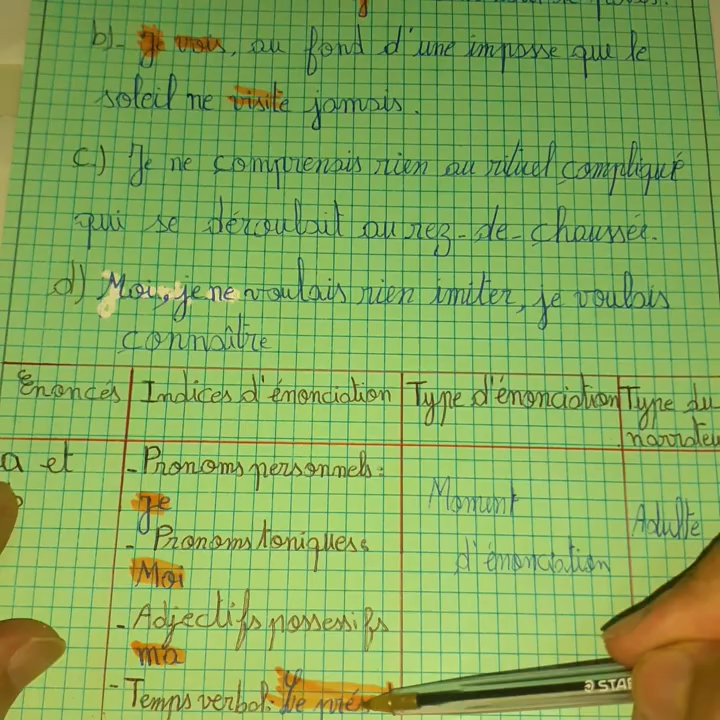 b)- Je vois, au fond d'une impasse que le
soleil ne visite jamais.
c.) Je ne comprenais rien au rituel compliqué
qui se déroulait au rez-de-chaussée.
d) Moi, je ne voulais rien imiter, je voulais
connaître
Enoncés | Indices d'énonciation | Type d'énonciation | Type du
narrateur
a et
- Pronoms personnels:
Je
- Pronoms toniques:
Moi
- Adjectifs possessifs
ma
- Temps verbal:
Moment
d'énonciation
Adulte
STA